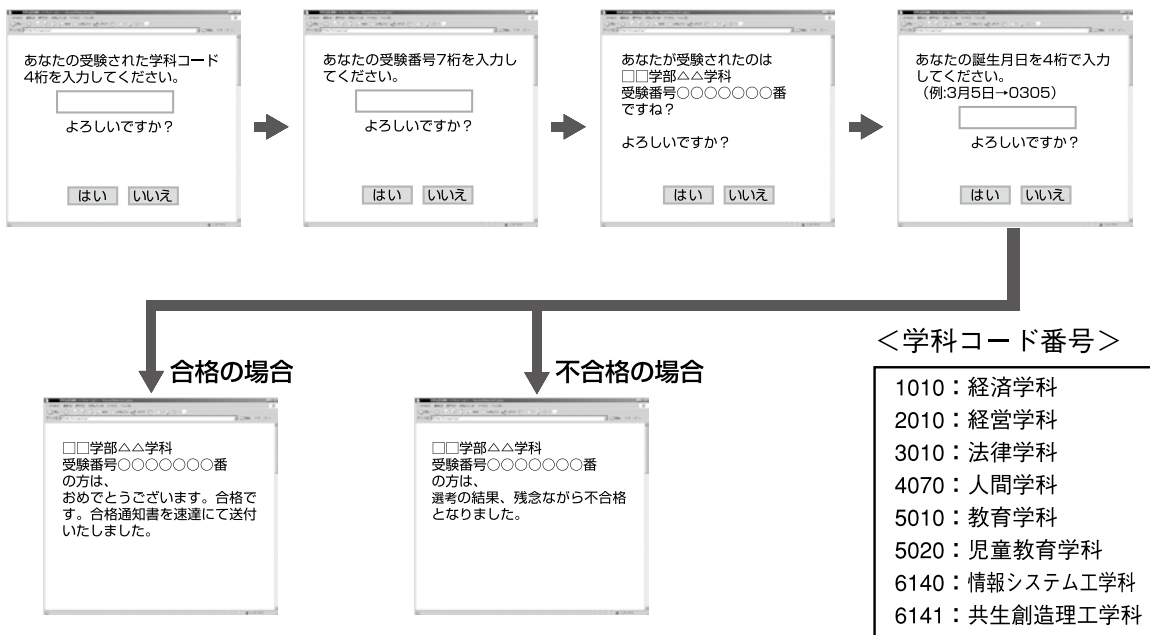 あなたの受験された学科コード
4桁を入力してください。
よろしいですか？
はい いいえ
あなたの受験番号7桁を入力し
てください。
よろしいですか？
はい いいえ
あなたが受験されたのは
□□学部△△学科
受験番号○○○○○○○番
ですね？
よろしいですか？
はい いいえ
あなたの誕生月日を4桁で入力
してください。
（例:3月5日→0305）
よろしいですか？
はい いいえ
合格の場合
□□学部△△学科
受験番号○○○○○○○番
の方は、
おめでとうございます。合格で
す。合格通知書を速達にて送付
いたしました。
不合格の場合
□□学部△△学科
受験番号○○○○○○○番
の方は、
選考の結果、残念ながら不合格
となりました。
＜学科コード番号＞
1010：経済学科
2010：経営学科
3010：法律学科
4070：人間学科
5010：教育学科
5020：児童教育学科
6140：情報システム工学科
6141：共生創造理工学科